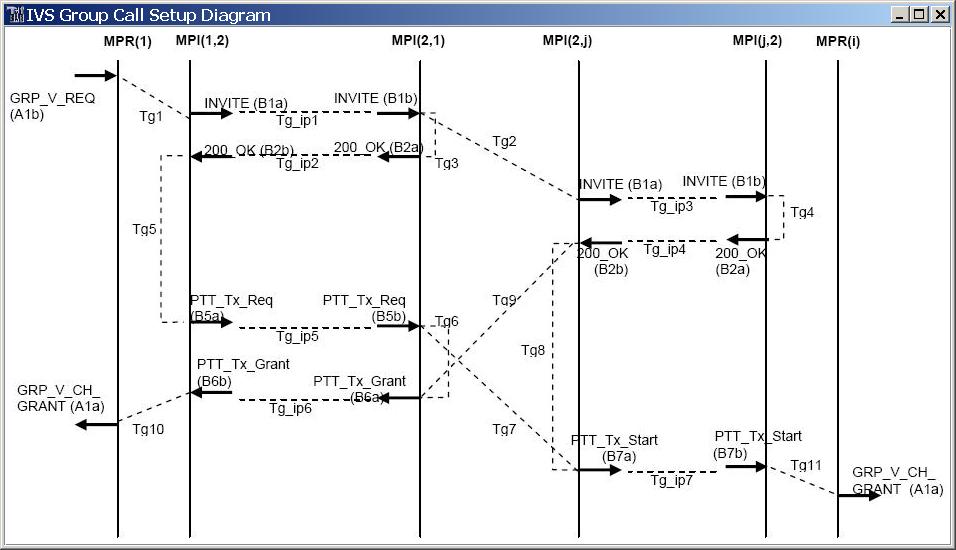 IVS Group Call Setup Diagram
MPR(1) MPI(1,2) MPI(2,1) MPI(2,j) MPI(j,2) MPR(i)
GRP_V_REQ
(A1b)
Tg1
INVITE (B1a)
INVITE (B1b)
Tg_ip1
200_OK (B2b)
200_OK (B2a)
Tg_ip2
Tg3
Tg2
INVITE (B1a)
INVITE (B1b)
Tg_ip3
Tg4
200_OK
(B2b)
Tg_ip4
200_OK
(B2a)
Tg5
PTT_Tx_Req
(B5a)
PTT_Tx_Req
(B5b)
Tg_ip5
Tg6
Tg9
Tg8
PTT_Tx_Grant
(B6b)
PTT_Tx_Grant
(B6a)
Tg_ip6
GRP_V_CH_
GRANT (A1a)
Tg10
Tg7
PTT_Tx_Start
(B7a)
PTT_Tx_Start
(B7b)
Tg_ip7
Tg11
GRP_V_CH_
GRANT (A1a)